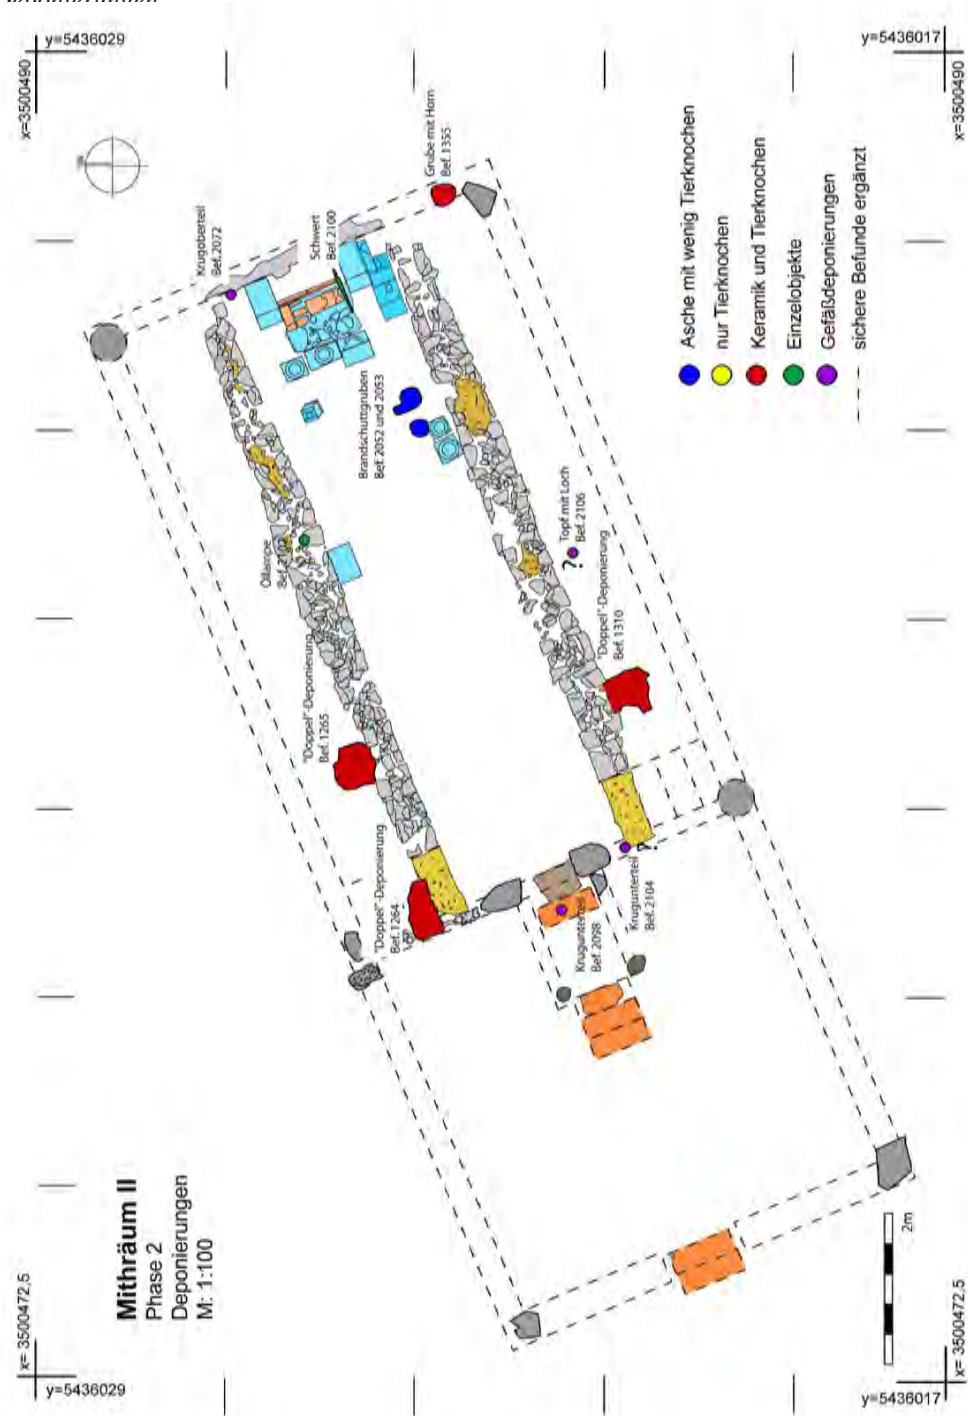 y=5436029
x=3500490
y=5436017
x=3500490
Grube mit Horn
Bef. 1355
Krugoberteil
Bef. 2072
Schwert
Bef. 2100
Brandschuttgruben
Bef. 2052 und 2053
Öllampe
Bef.
?
Topf mit Loch
Bef. 2106
"Doppel"-Deponierung
Bef. 1310
"Doppel"-Deponierung
Bef. 1265
"Doppel"-Deponierung
Bef. 1264
Krugunterteil
Bef. 2104
?
Krugunterteil
Bef. 2098
Asche mit wenig Tierknochen
nur Tierknochen
Keramik und Tierknochen
Einzelobjekte
Gefäßdeponierungen
sichere Befunde ergänzt
Mithräum II
Phase 2
Deponierungen
M: 1:100
2m
x= 3500472,5
y=5436029
x= 3500472,5
y=5436017